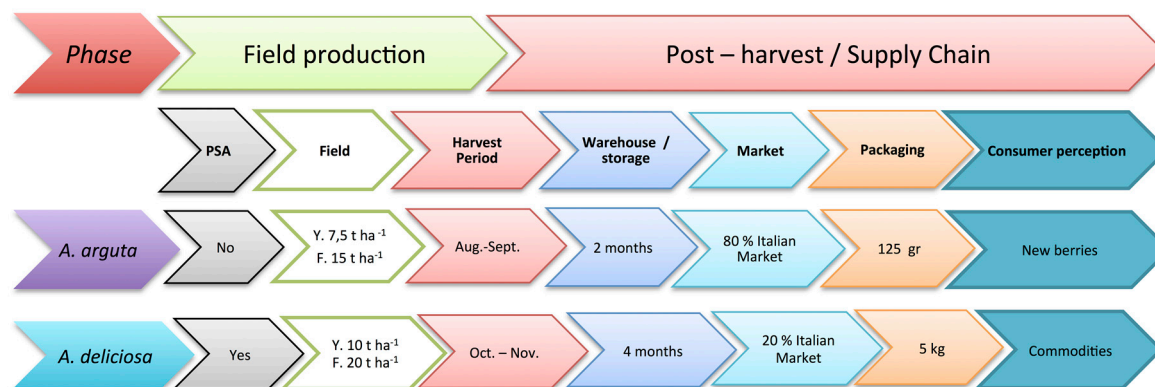 Phase
Field production
Post – harvest / Supply Chain
PSA
Field
Harvest
Period
Warehouse /
storage
Market
Packaging
Consumer perception
A. arguta
No
Y. 7,5 t ha⁻¹
F. 15 t ha⁻¹
Aug.-Sept.
2 months
80 % Italian
Market
125 gr
New berries
A. deliciosa
Yes
Y. 10 t ha⁻¹
F. 20 t ha⁻¹
Oct. – Nov.
4 months
20 % Italian
Market
5 kg
Commodities